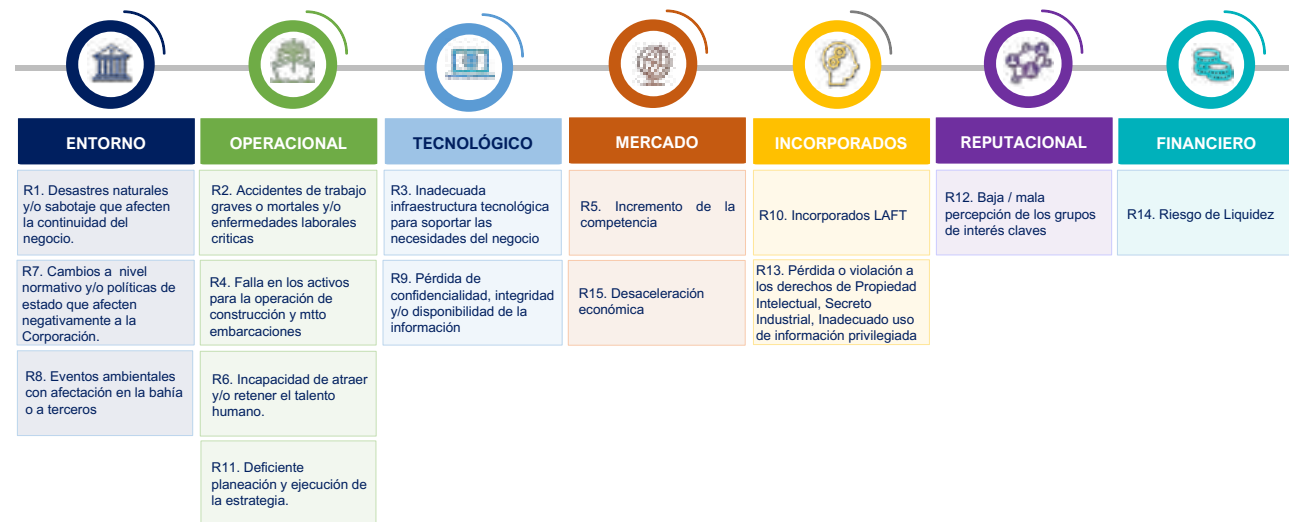 ENTORNO
OPERACIONAL
TECNOLÓGICO
MERCADO
INCORPORADOS
REPUTACIONAL
FINANCIERO
R1. Desastres naturales
y/o sabotaje que afecten
la continuidad del
negocio.
R2. Accidentes de trabajo
graves o mortales y/o
enfermedades laborales
criticas
R3. Inadecuada
infraestructura tecnológica
para soportar las
necesidades del negocio
R5. Incremento de la
competencia
R10. Incorporados LAFT
R12. Baja / mala
percepción de los grupos
de interés claves
R14. Riesgo de Liquidez
R7. Cambios a nivel
normativo y/o políticas de
estado que afecten
negativamente a la
Corporación.
R4. Falla en los activos
para la operación de
construcción y mtto
embarcaciones
R9. Pérdida de
confidencialidad, integridad
y/o disponibilidad de la
información
R15. Desaceleración
económica
R13. Pérdida o violación a
los derechos de Propiedad
Intelectual, Secreto
Industrial, Inadecuado uso
de información privilegiada
R8. Eventos ambientales
con afectación en la bahía
o a terceros
R6. Incapacidad de atraer
y/o retener el talento
humano.
R11. Deficiente
planeación y ejecución de
la estrategia.